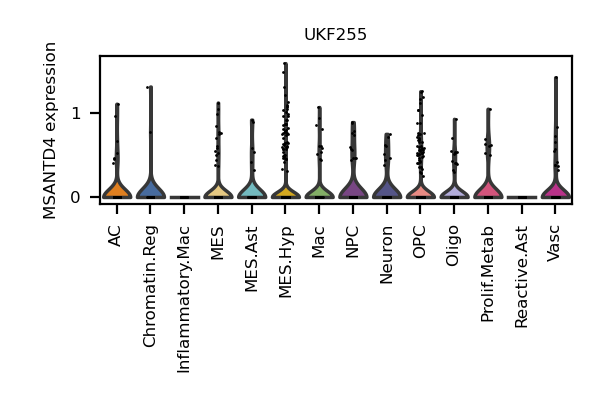 UKF255
MSANTD4 expression
1
0
AC
Chromatin.Reg
Inflammatory.Mac
MES
MES.Ast
MES.Hyp
Mac
NPC
Neuron
OPC
Oligo
Prolif.Metab
Reactive.Ast
Vasc